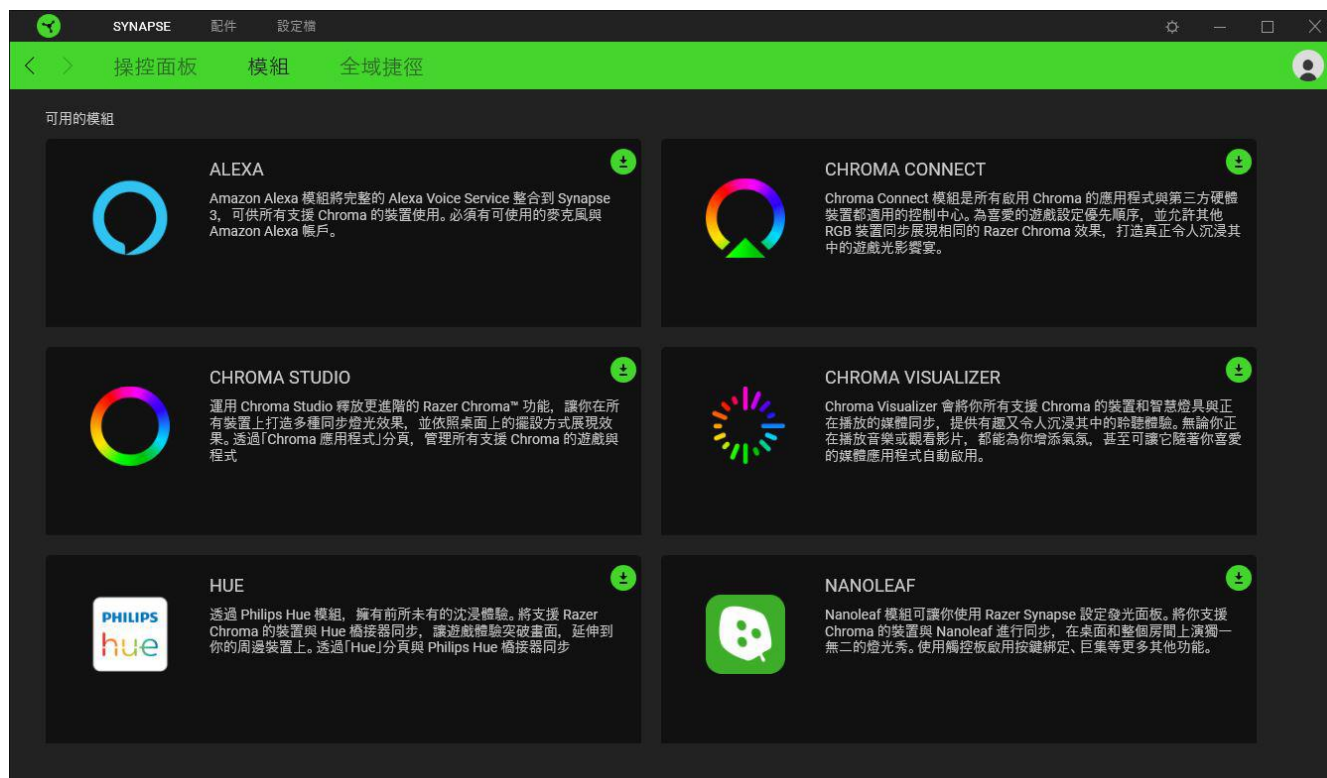 SYNAPSE 配件 設定檔
操控面板 模組 全域捷徑
可用的模組
ALEXA
Amazon Alexa 模組將完整的 Alexa Voice Service 整合到 Synapse
3，可供所有支援 Chroma 的裝置使用。必須有可使用的麥克風與
Amazon Alexa 帳戶。
CHROMA CONNECT
Chroma Connect 模組是所有啟用 Chroma 的應用程式與第三方硬體
裝置都適用的控制中心。為喜愛的遊戲設定優先順序，並允許其他
RGB 裝置同步展現相同的 Razer Chroma 效果，打造真正令人沉浸其
中的遊戲光影饗宴。
CHROMA STUDIO
運用 Chroma Studio 釋放更進階的 Razer Chroma™ 功能，讓你在所
有裝置上打造多種同步燈光效果，並依照桌面上的擺設方式展現效
果。透過「Chroma 應用程式」分頁，管理所有支援 Chroma 的遊戲與
程式
CHROMA VISUALIZER
Chroma Visualizer 會將你所有支援 Chroma 的裝置和智慧燈具與正
在播放的媒體同步，提供有趣又令人沉浸其中的聆聽體驗。無論你正
在播放音樂或觀看影片，都能為你增添氣氛，甚至可讓它隨著你喜愛
的媒體應用程式自動啟用。
PHILIPS
hue
HUE
透過 Philips Hue 模組，擁有前所未有的沈浸體驗。將支援 Razer
Chroma 的裝置與 Hue 橋接器同步，讓遊戲體驗突破畫面，延伸到
你的周邊裝置上。透過「Hue」分頁與 Philips Hue 橋接器同步
NANOLEAF
Nanoleaf 模組可讓你使用 Razer Synapse 設定發光面板。將你支援
Chroma 的裝置與 Nanoleaf 進行同步，在桌面和整個房間上演獨一
無二的燈光秀。使用觸控板啟用按鍵綁定、巨集等更多其他功能。